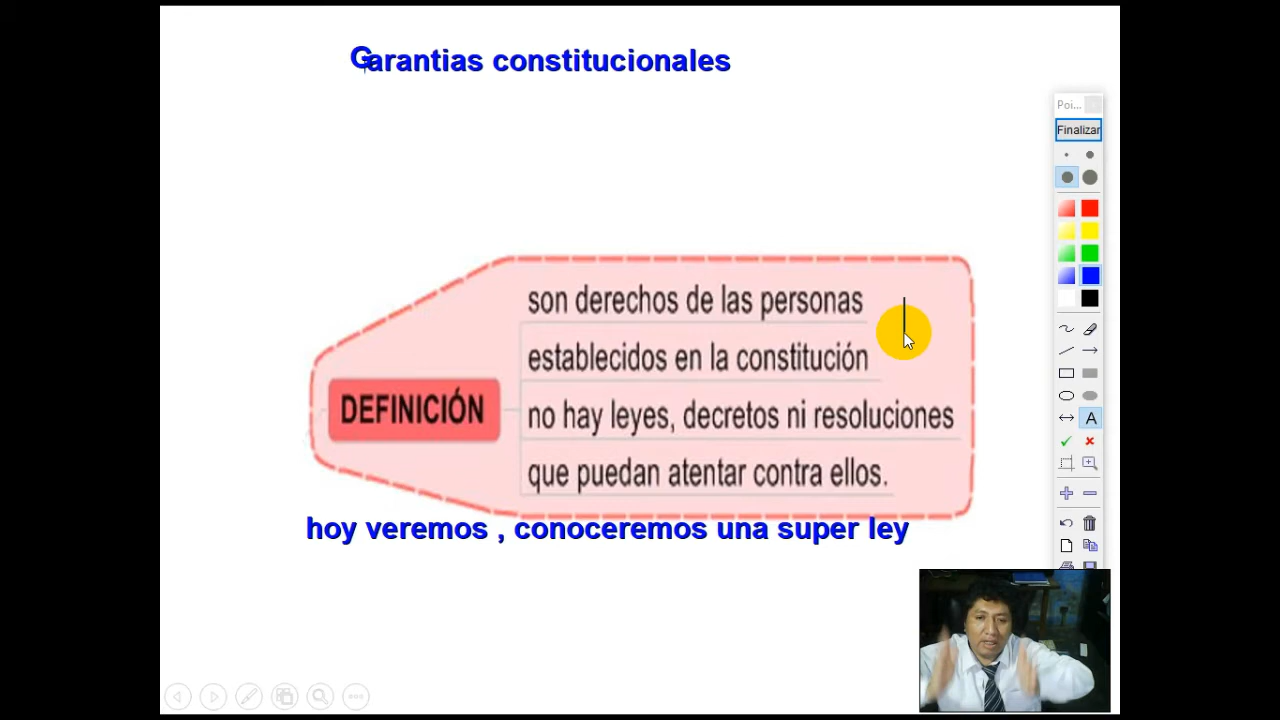 Garantias constitucionales
Poi...
Finalizar
son derechos de las personas
establecidos en la constitución
DEFINICIÓN
no hay leyes, decretos ni resoluciones
que puedan atentar contra ellos.
A
hoy veremos , conoceremos una super ley